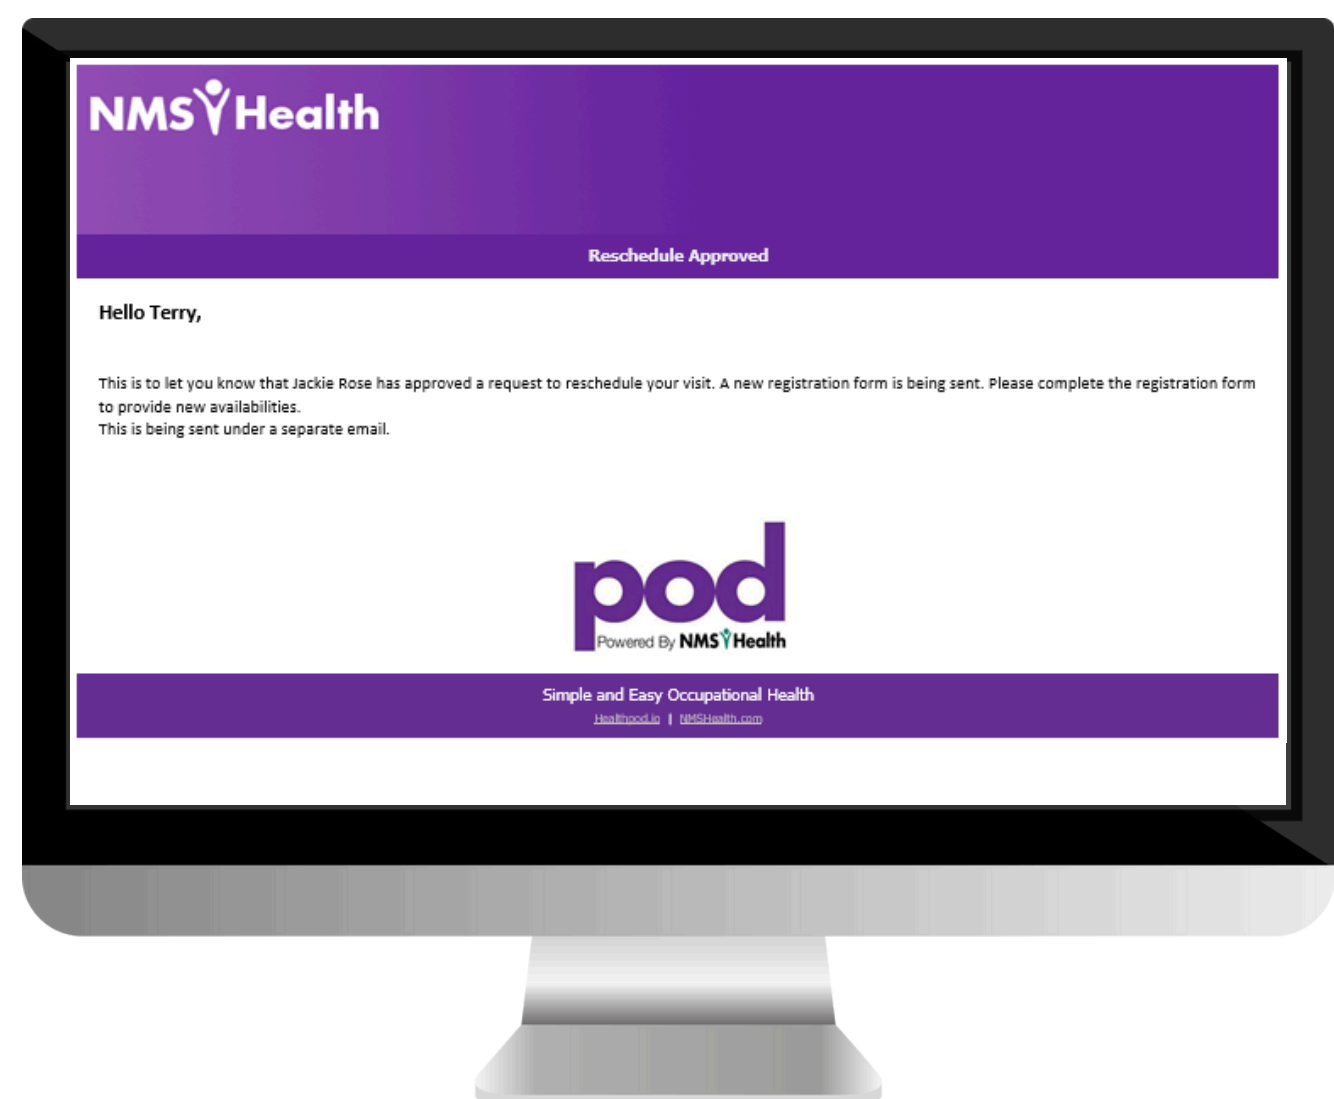 NMS Health
Reschedule Approved
Hello Terry,
This is to let you know that Jackie Rose has approved a request to reschedule your visit. A new registration form is being sent. Please complete the registration form
to provide new availabilities.
This is being sent under a separate email.
pod
Powered By NMS Health
Simple and Easy Occupational Health
Healthpod.io | NMSHealth.com